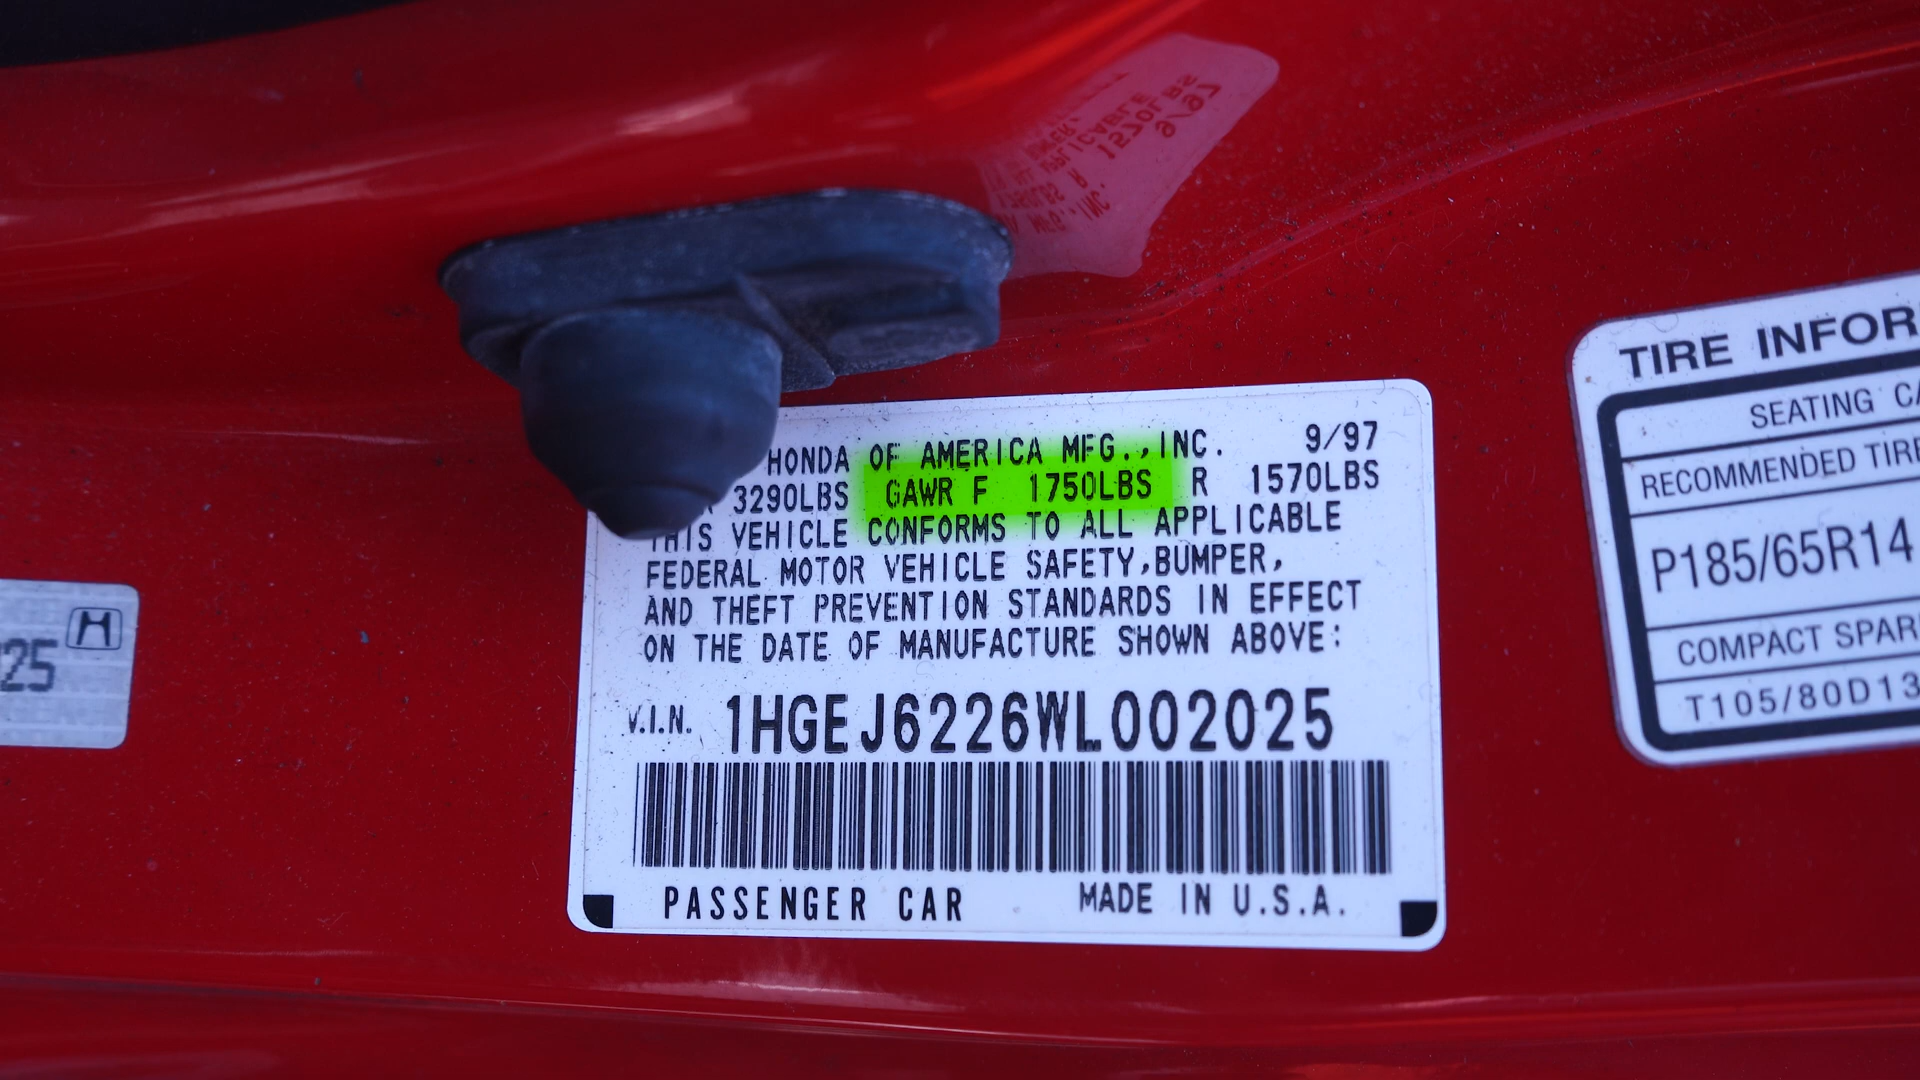 HONDA OF AMERICA MFG., INC. 9/97
3290LBS GAWR F 1750LBS R 1570LBS
THIS VEHICLE CONFORMS TO ALL APPLICABLE
FEDERAL MOTOR VEHICLE SAFETY, BUMPER,
AND THEFT PREVENTION STANDARDS IN EFFECT
ON THE DATE OF MANUFACTURE SHOWN ABOVE:
V.I.N. 1HGEJ6226WL002025
PASSENGER CAR MADE IN U.S.A.
TIRE INFOR
SEATING CA
RECOMMENDED TIRE
P185/65R14
COMPACT SPAR
T105/80D13
25